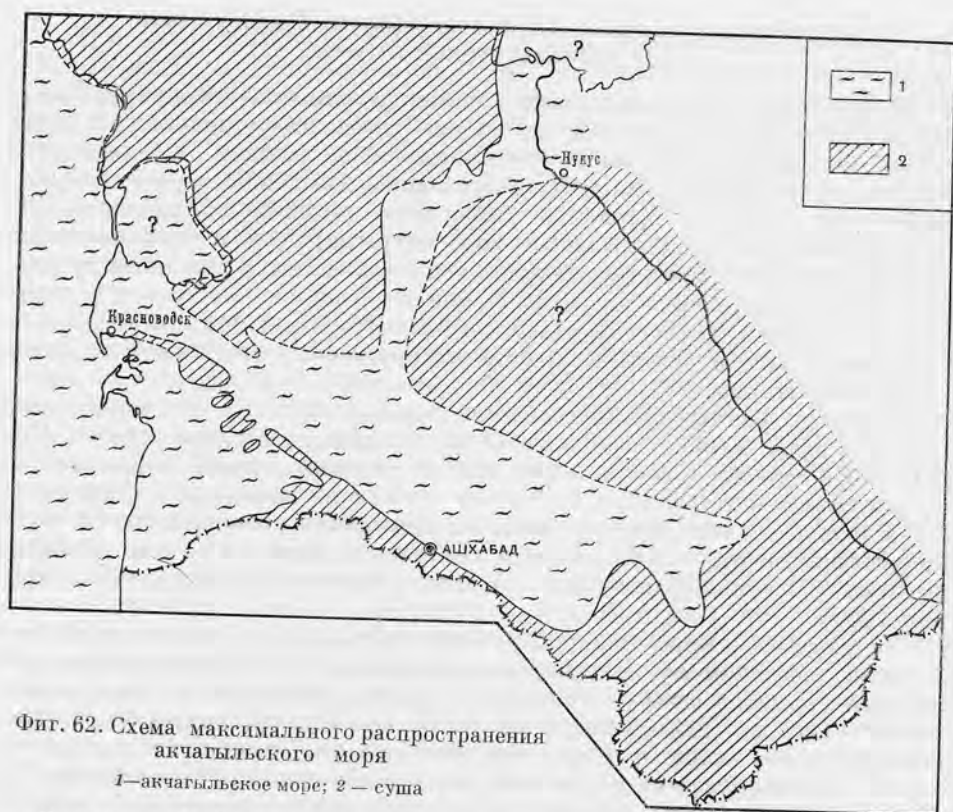 ?
1
2
Нукус
?
?
Красноводск
АШХАБАД
Фиг. 62. Схема максимального распространения
акчагыльского моря
1—акчагыльское море; 2 — суша